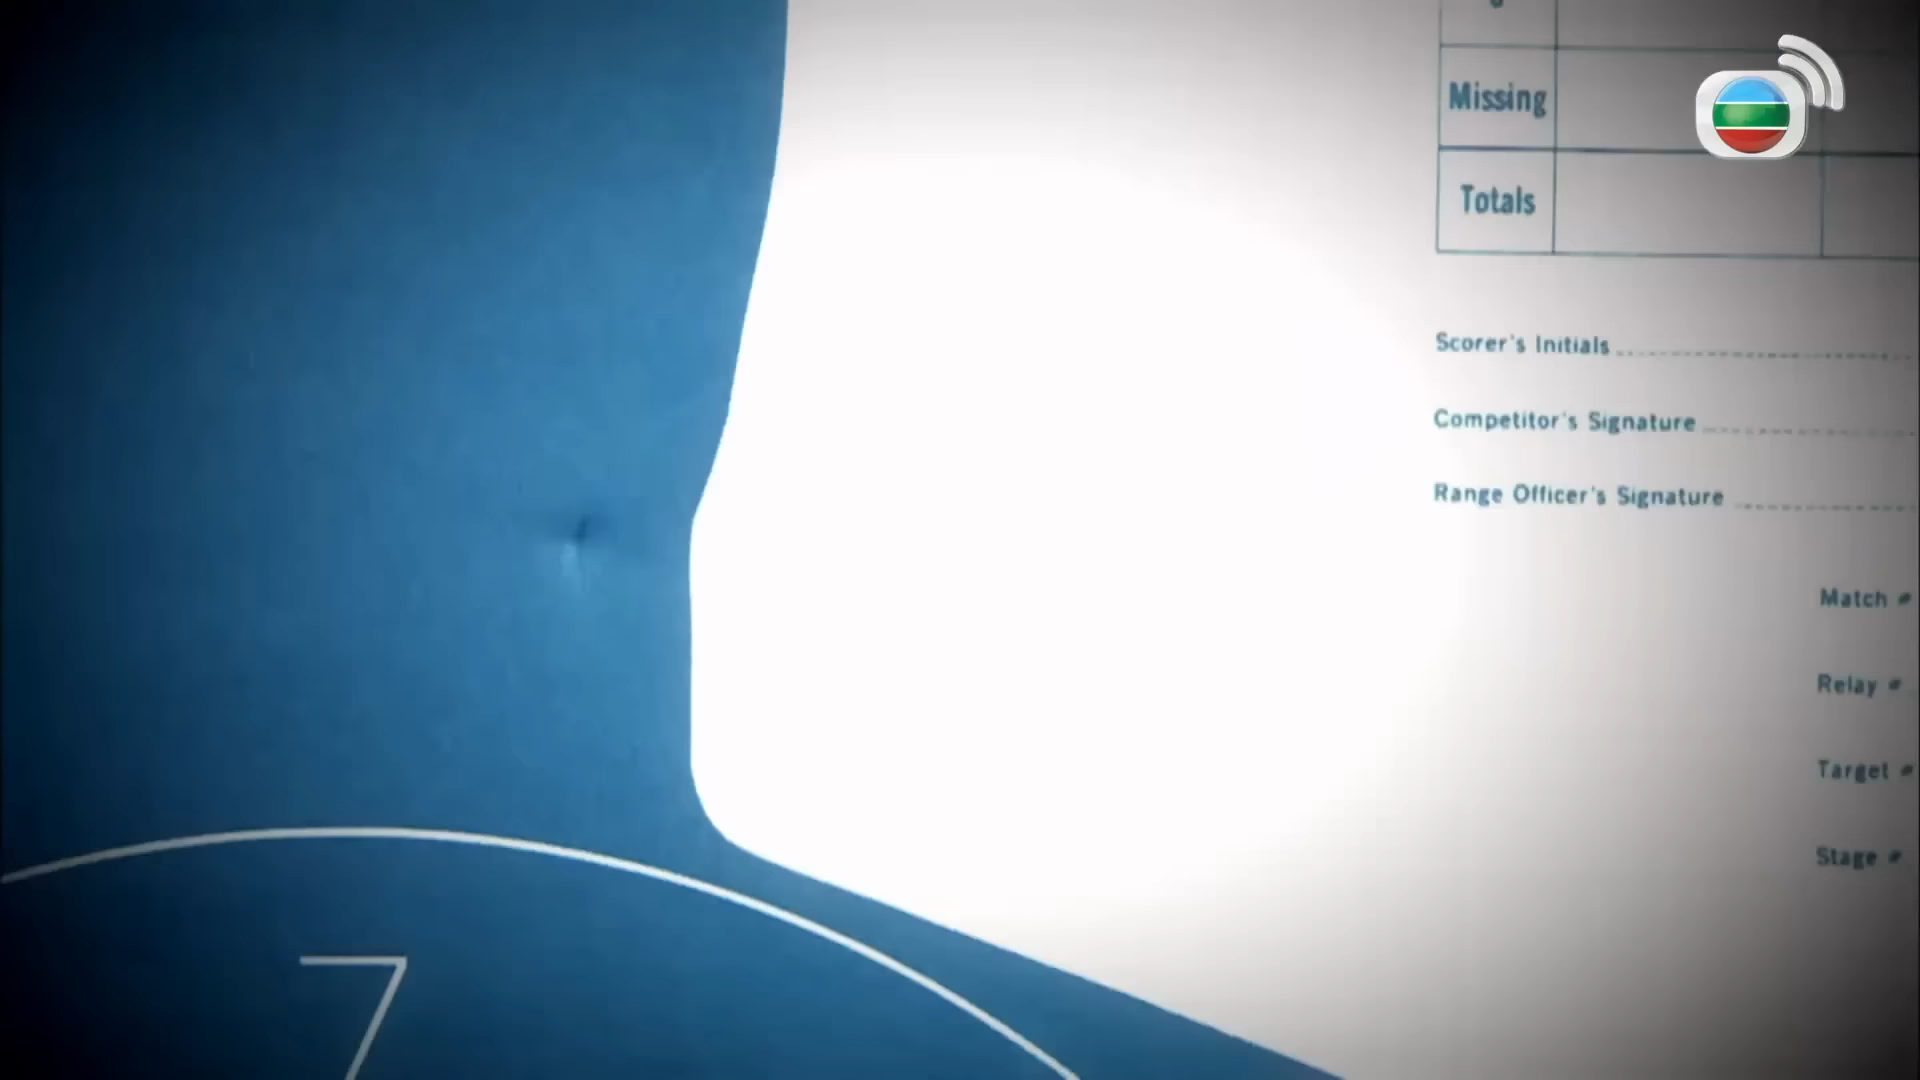 Missing
Totals
Scorer's Initials
Competitor's Signature
Range Officer's Signature
Match #
Relay #
Target #
Stage #
7